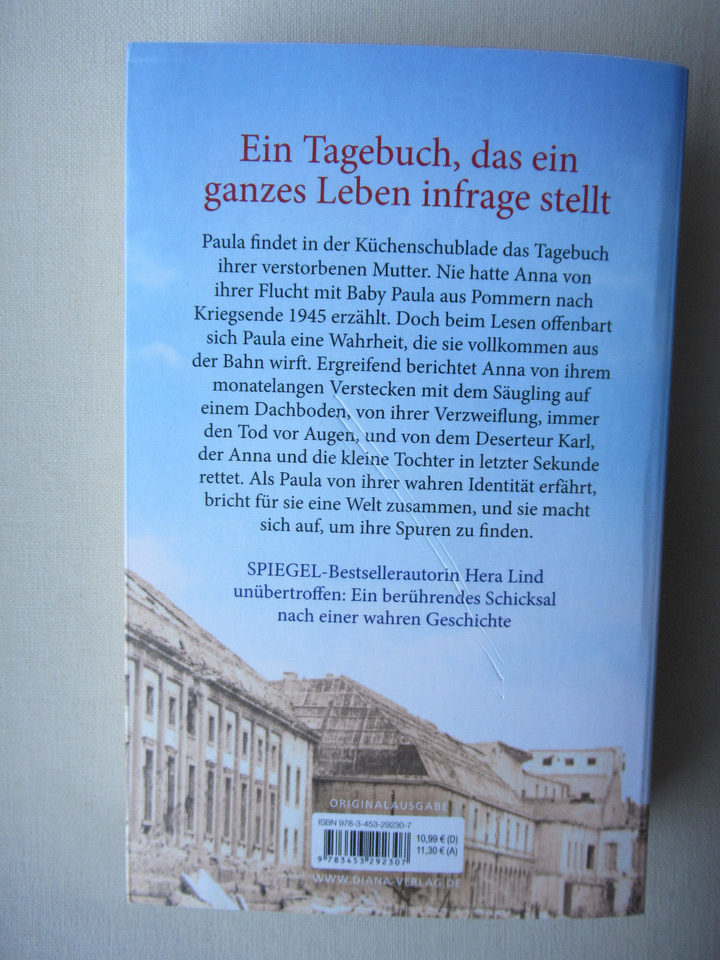 Ein Tagebuch, das ein
ganzes Leben infrage stellt
Paula findet in der Küchenschublade das Tagebuch
ihrer verstorbenen Mutter. Nie hatte Anna von
ihrer Flucht mit Baby Paula aus Pommern nach
Kriegsende 1945 erzählt. Doch beim Lesen offenbart
sich Paula eine Wahrheit, die sie vollkommen aus
der Bahn wirft. Ergreifend berichtet Anna von ihrem
monatelangen Verstecken mit dem Säugling auf
einem Dachboden, von ihrer Verzweiflung, immer
den Tod vor Augen, und von dem Deserteur Karl,
der Anna und die kleine Tochter in letzter Sekunde
rettet. Als Paula von ihrer wahren Identität erfährt,
bricht für sie eine Welt zusammen, und sie macht
sich auf, um ihre Spuren zu finden.
SPIEGEL-Bestsellerautorin Hera Lind
unübertroffen: Ein berührendes Schicksal
nach einer wahren Geschichte
ORIGINALAUSGABE
ISBN 978-3-453-29230-7
10,99 € (D)
11,30 € (A)
9 783453 292307
WWW.DIANA-VERLAG.DE